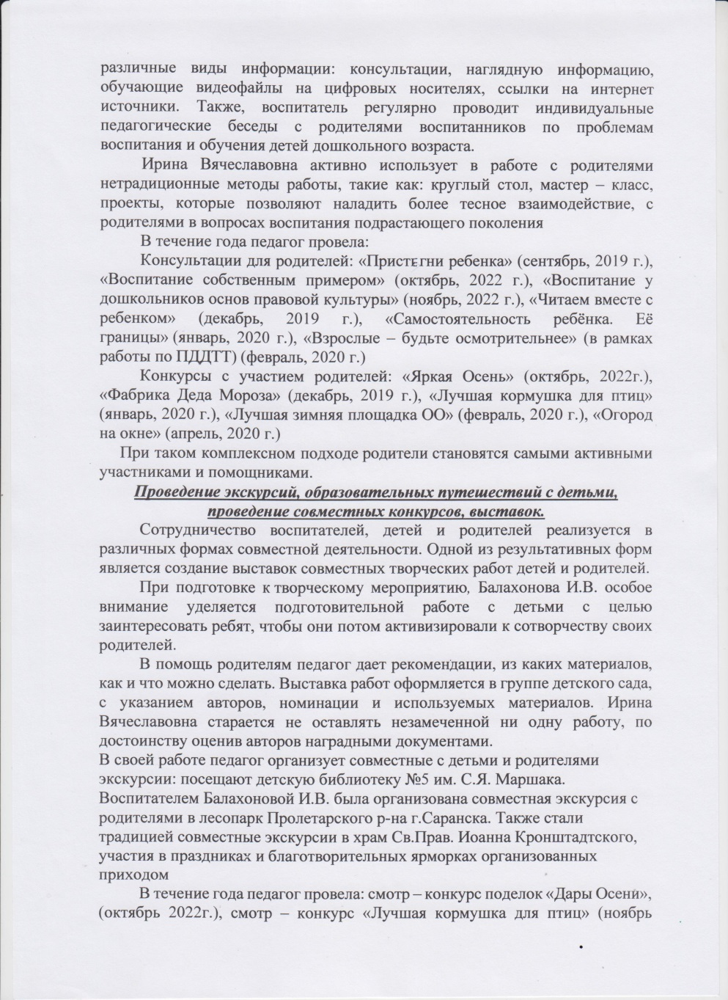 различные виды информации: консультации, наглядную информацию,
обучающие видеофайлы на цифровых носителях, ссылки на интернет
источники. Также, воспитатель регулярно проводит индивидуальные
педагогические беседы с родителями воспитанников по проблемам
воспитания и обучения детей дошкольного возраста.
Ирина Вячеславовна активно использует в работе с родителями
нетрадиционные методы работы, такие как: круглый стол, мастер – класс,
проекты, которые позволяют наладить более тесное взаимодействие, с
родителями в вопросах воспитания подрастающего поколения
В течение года педагог провела:
Консультации для родителей: «Пристегни ребенка» (сентябрь, 2019 г.),
«Воспитание собственным примером» (октябрь, 2022 г.), «Воспитание у
дошкольников основ правовой культуры» (ноябрь, 2022 г.), «Читаем вместе с
ребенком» (декабрь, 2019 г.), «Самостоятельность ребёнка. Её
границы» (январь, 2020 г.), «Взрослые – будьте осмотрительнее» (в рамках
работы по ПДДТТ) (февраль, 2020 г.)
Конкурсы с участием родителей: «Яркая Осень» (октябрь, 2022г.),
«Фабрика Деда Мороза» (декабрь, 2019 г.), «Лучшая кормушка для птиц»
(январь, 2020 г.), «Лучшая зимняя площадка ОО» (февраль, 2020 г.), «Огород
на окне» (апрель, 2020 г.)
При таком комплексном подходе родители становятся самыми активными
участниками и помощниками.
Проведение экскурсий, образовательных путешествий с детьми,
проведение совместных конкурсов, выставок.
Сотрудничество воспитателей, детей и родителей реализуется в
различных формах совместной деятельности. Одной из результативных форм
является создание выставок совместных творческих работ детей и родителей.
При подготовке к творческому мероприятию, Балахонова И.В. особое
внимание уделяется подготовительной работе с детьми с целью
заинтересовать ребят, чтобы они потом активизировали к сотворчеству своих
родителей.
В помощь родителям педагог дает рекомендации, из каких материалов,
как и что можно сделать. Выставка работ оформляется в группе детского сада,
с указанием авторов, номинации и используемых материалов. Ирина
Вячеславовна старается не оставлять незамеченной ни одну работу, по
достоинству оценив авторов наградными документами.
В своей работе педагог организует совместные с детьми и родителями
экскурсии: посещают детскую библиотеку №5 им. С.Я. Маршака.
Воспитателем Балахоновой И.В. была организована совместная экскурсия с
родителями в лесопарк Пролетарского р-на г.Саранска. Также стали
традицией совместные экскурсии в храм Св.Прав. Иоанна Кронштадтского,
участия в праздниках и благотворительных ярморках организованных
приходом
В течение года педагог провела: смотр – конкурс поделок «Дары Осени»,
(октябрь 2022г.), смотр – конкурс «Лучшая кормушка для птиц» (ноябрь